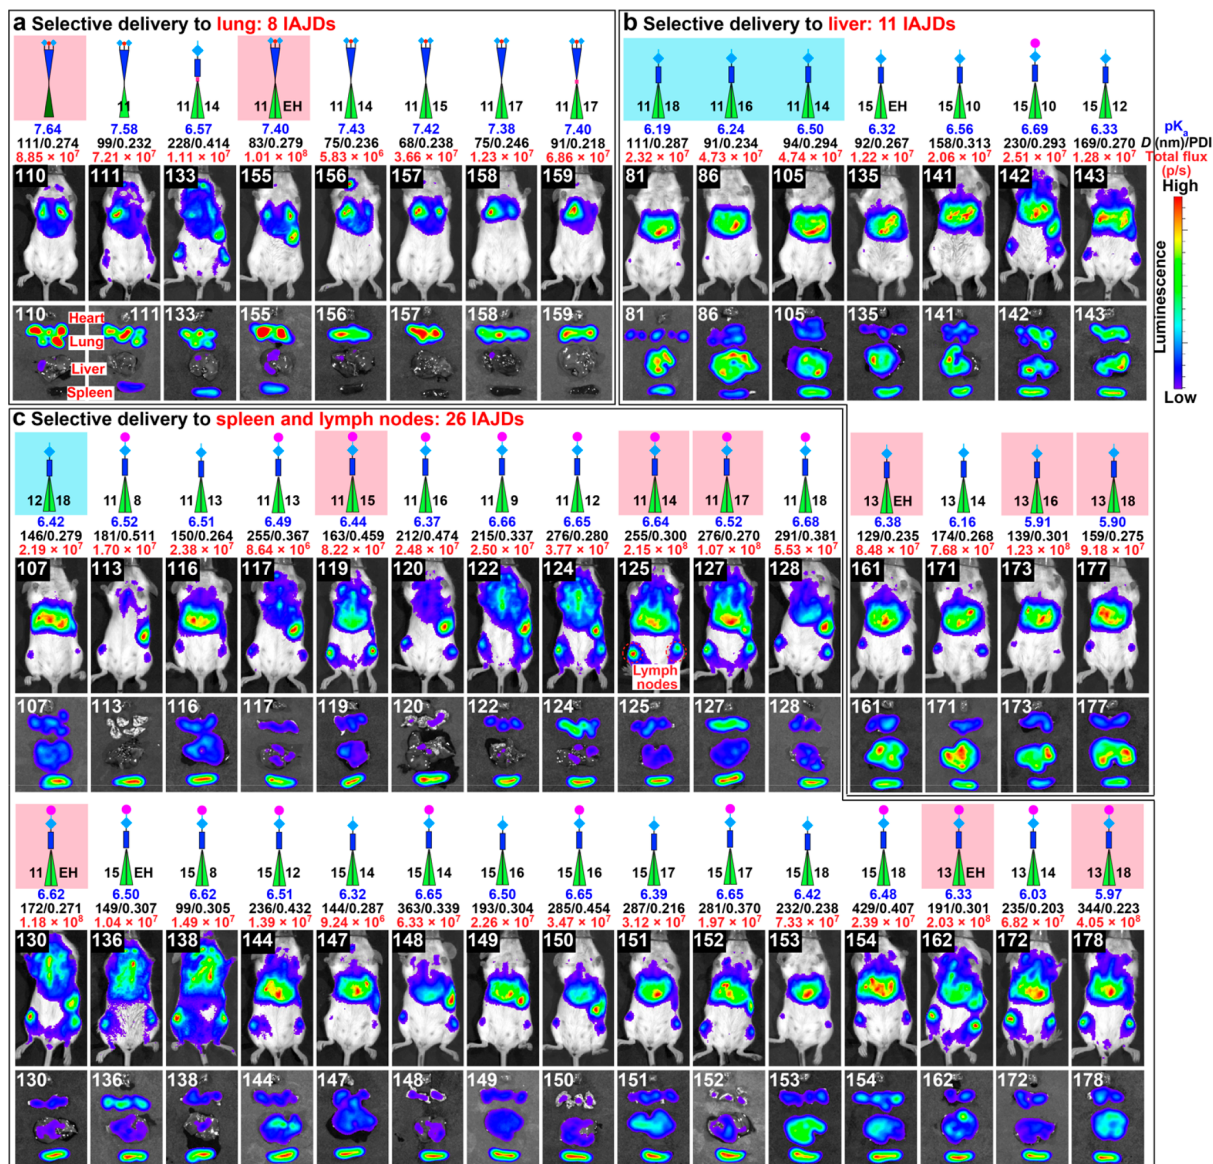 a Selective delivery to lung: 8 IAJDs
11 11 14 11 EH 11 14 11 15 11 17 11 17
7.64 7.58 6.57 7.40 7.43 7.42 7.38 7.40
111/0.274 99/0.232 228/0.414 83/0.279 75/0.236 68/0.238 75/0.246 91/0.218
8.85 × 10⁷ 7.21 × 10⁷ 1.11 × 10⁷ 1.01 × 10⁸ 5.83 × 10⁶ 3.66 × 10⁷ 1.23 × 10⁷ 6.86 × 10⁷
110 111 133 155 156 157 158 159
110 Heart 111 133 155 156 157 158 159
Lung
Liver
Spleen
b Selective delivery to liver: 11 IAJDs
11 18 11 16 11 14 15 EH 15 10 15 10 15 12
6.19 6.24 6.50 6.32 6.56 6.69 6.33 pKa
111/0.287 91/0.234 94/0.294 92/0.267 158/0.313 230/0.293 169/0.270 D (nm)/PDI
2.32 × 10⁷ 4.73 × 10⁷ 4.74 × 10⁷ 1.22 × 10⁷ 2.06 × 10⁷ 2.51 × 10⁷ 1.28 × 10⁷ Total flux
(p/s)
81 86 105 135 141 142 143
81 86 105 135 141 142 143
High
Luminescence
Low
13 EH 13 14 13 16 13 18
6.38 6.16 5.91 5.90
129/0.235 174/0.268 139/0.301 159/0.275
8.48 × 10⁷ 7.68 × 10⁷ 1.23 × 10⁸ 9.18 × 10⁷
161 171 173 177
161 171 173 177
c Selective delivery to spleen and lymph nodes: 26 IAJDs
12 18 11 8 11 13 11 13 11 15 11 16 11 9 11 12 11 14 11 17 11 18
6.42 6.52 6.51 6.49 6.44 6.37 6.66 6.65 6.64 6.52 6.68
146/0.279 181/0.511 150/0.264 255/0.367 163/0.459 212/0.474 215/0.337 276/0.280 255/0.300 276/0.270 291/0.381
2.19 × 10⁷ 1.70 × 10⁷ 2.38 × 10⁷ 8.64 × 10⁶ 8.22 × 10⁷ 2.48 × 10⁷ 2.50 × 10⁷ 3.77 × 10⁷ 2.15 × 10⁸ 1.07 × 10⁸ 5.53 × 10⁷
107 113 116 117 119 120 122 124 125 127 128
Lymph
nodes
107 113 116 117 119 120 122 124 125 127 128
11 EH 15 EH 15 8 15 12 15 14 15 14 15 16 15 16 15 17 15 17 15 18 15 18 13 EH 13 14 13 18
6.62 6.50 6.62 6.51 6.32 6.65 6.50 6.65 6.39 6.65 6.42 6.48 6.33 6.03 5.97
172/0.271 149/0.307 99/0.305 236/0.432 144/0.287 363/0.339 193/0.304 285/0.454 287/0.216 281/0.370 232/0.238 429/0.407 191/0.301 235/0.203 344/0.223
1.18 × 10⁸ 1.04 × 10⁷ 1.49 × 10⁷ 1.39 × 10⁷ 9.24 × 10⁶ 6.33 × 10⁷ 2.26 × 10⁷ 3.47 × 10⁷ 3.12 × 10⁷ 1.97 × 10⁷ 7.33 × 10⁷ 2.39 × 10⁷ 2.03 × 10⁸ 6.82 × 10⁷ 4.05 × 10⁸
130 136 138 144 147 148 149 150 151 152 153 154 162 172 178
130 136 138 144 147 148 149 150 151 152 153 154 162 172 178